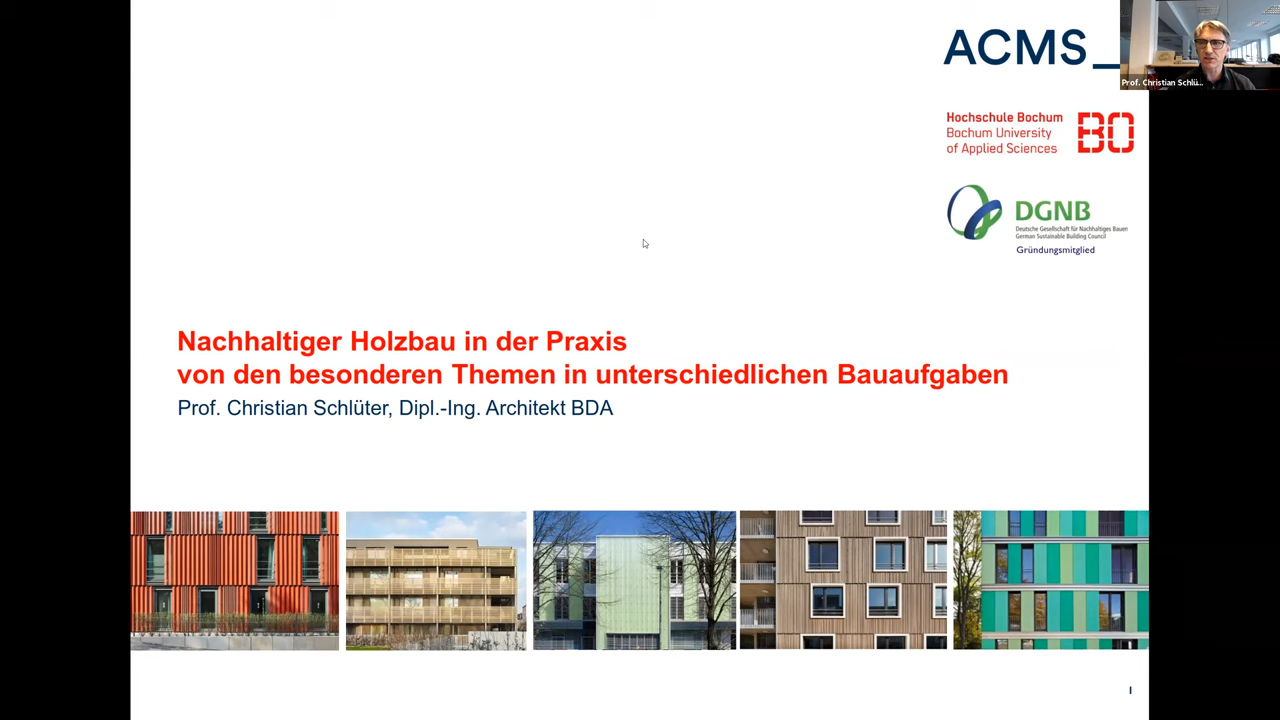 ACMS_
Prof. Christian Schlü...
Hochschule Bochum
Bochum University
of Applied Sciences
BO
DGNB
Deutsche Gesellschaft für Nachhaltiges Bauen
German Sustainable Building Council
Gründungsmitglied
Nachhaltiger Holzbau in der Praxis
von den besonderen Themen in unterschiedlichen Bauaufgaben
Prof. Christian Schlüter, Dipl.-Ing. Architekt BDA
I